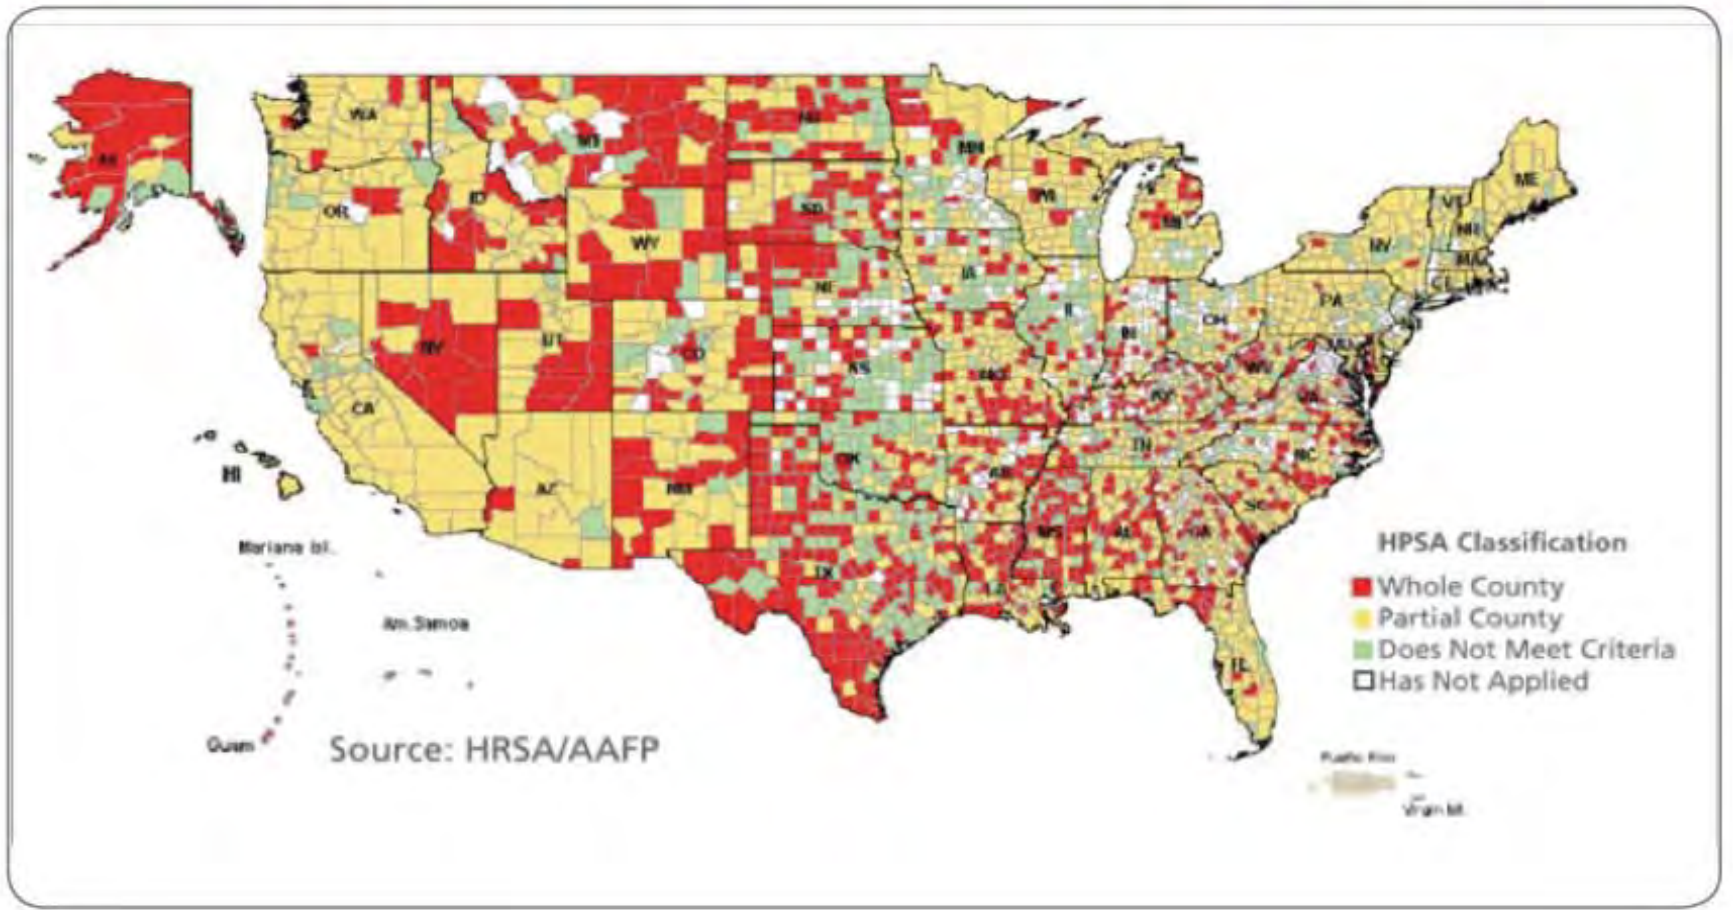 WA
MT
ND
MN
ME
AK
OR
ID
SD
WI
MI
VT
NH
NY
WY
MA
CT
IA
NE
PA
NV
UT
CO
IL
IN
OH
KS
MO
WV
VA
KY
CA
TN
NC
OK
AR
HI
AZ
NM
SC
MS
AL
GA
Mariana Isl.
TX
LA
Am. Samoa
FL
HPSA Classification
Whole County
Partial County
Does Not Meet Criteria
Has Not Applied
Guam
Source: HRSA/AAFP
Puerto Rico
Virgin Isl.